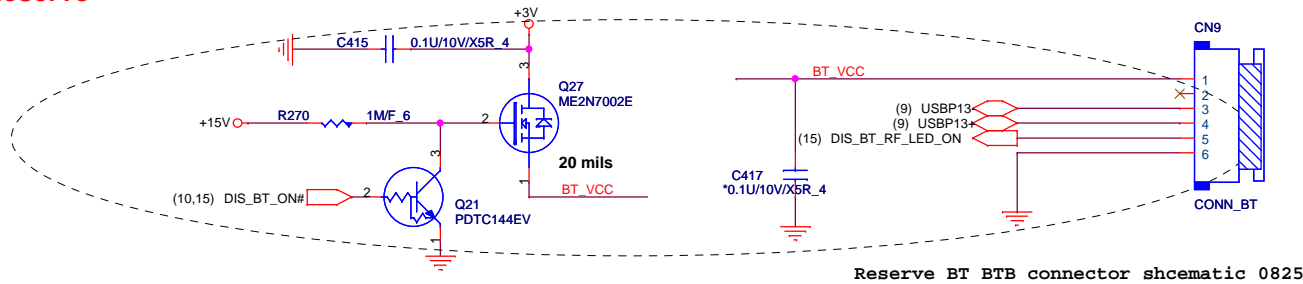 +3V
CN9
C415 0.1U/10V/X5R_4
3
Q27
ME2N7002E
BT_VCC
1
2
3
4
5
6
(9) USBP13-
(9) USBP13+
(15) DIS_BT_RF_LED_ON
+15V R270 1M/F_6 2
20 mils
1
BT_VCC
3
(10,15) DIS_BT_ON# 2
Q21
PDTC144EV
1
C417
*0.1U/10V/X5R_4
CONN_BT
Reserve BT BTB connector shcematic 0825